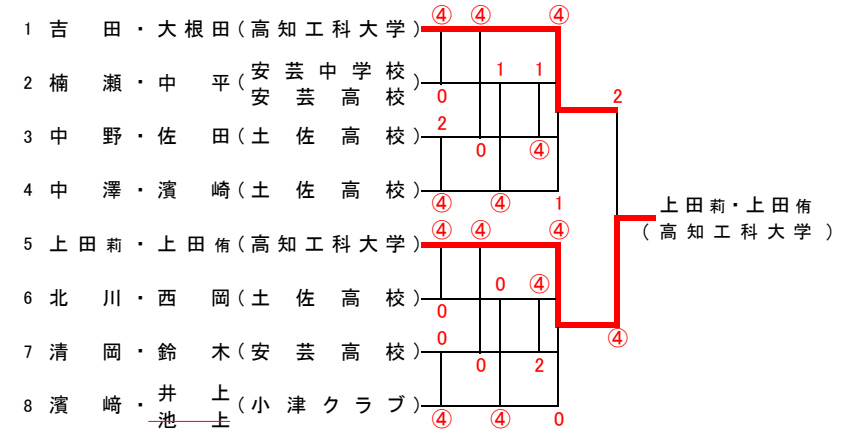 ④ ④ ④
1 吉田・大根田(高知工科大学)
1 1
2 楠瀬・中平(安芸中学校
安芸高校)
0 2
2
3 中野・佐田(土佐高校)
0 ④
4 中澤・濱崎(土佐高校)
④ ④ 1
上田莉・上田侑
(高知工科大学)
④ ④ ④
5 上田莉・上田侑(高知工科大学)
0 ④
6 北川・西岡(土佐高校)
0
0 ④
7 清岡・鈴木(安芸高校)
0 2
8 濱﨑・井上
池上(小津クラブ)
④ ④ 0